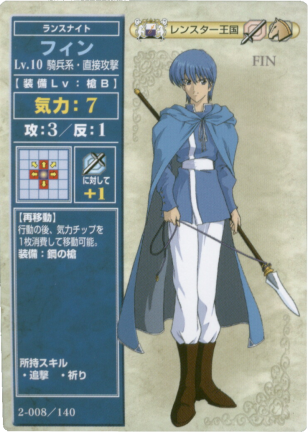 ランスナイト
レンスター王国
フィン
FIN
Lv.10 騎兵系・直接攻撃
【装備Lv:槍B】
気力:7
攻:3/反:1
に対して
+1
【再移動】
行動の後、気力チップを
1枚消費して移動可能。
装備:鋼の槍
所持スキル
・追撃 ・祈り
2-008/140